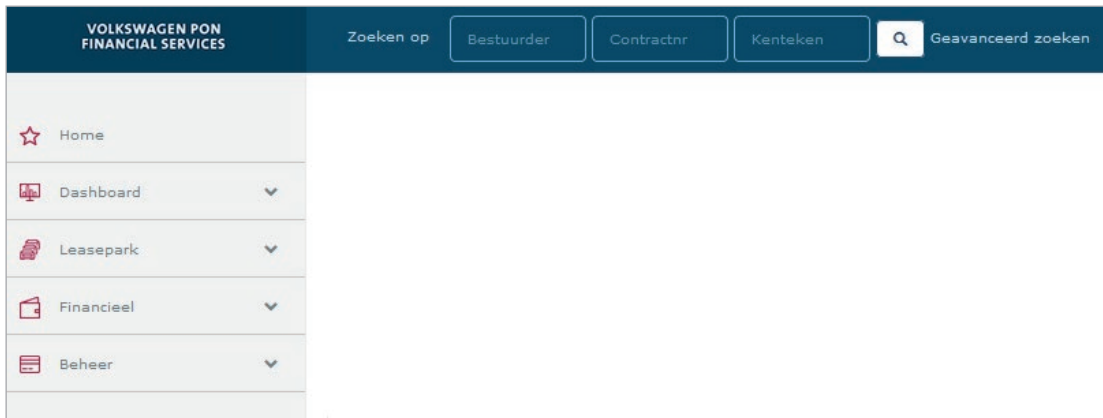 VOLKSWAGEN PON
FINANCIAL SERVICES
Zoeken op Bestuurder Contractnr Kenteken Geavanceerd zoeken
Home
Dashboard
Leasepark
Financieel
Beheer